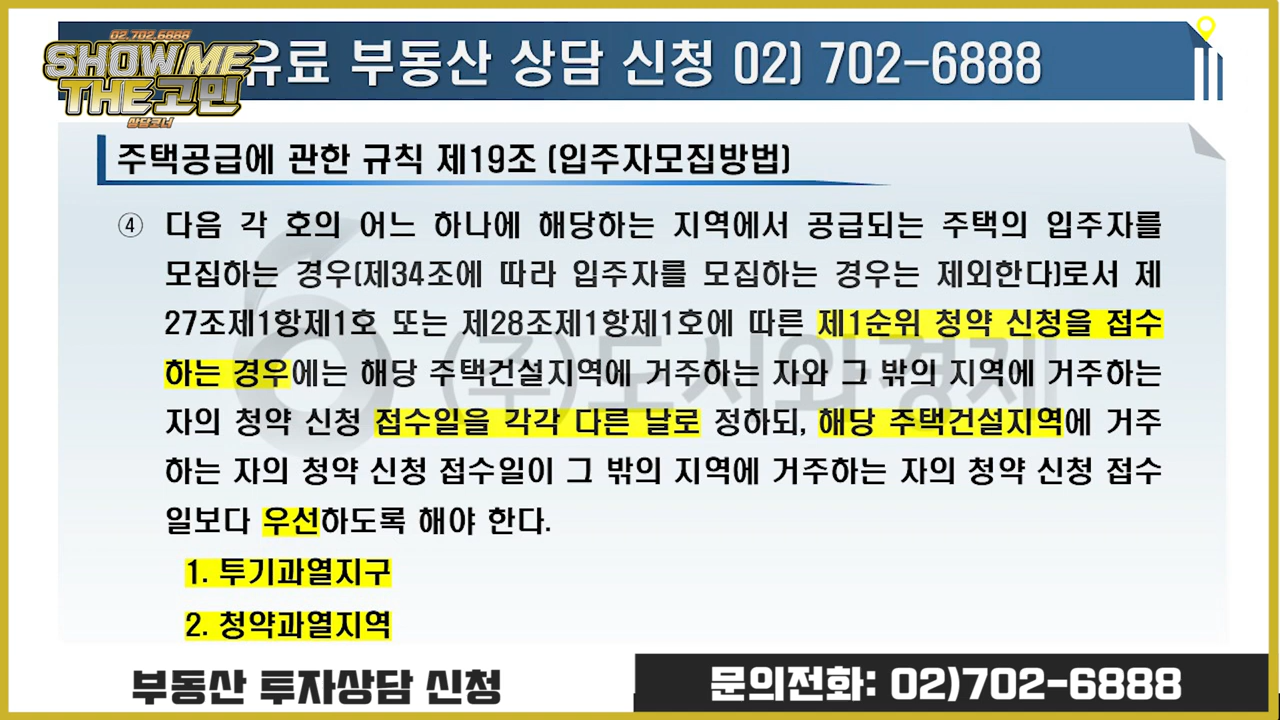 02.702.6888
SHOW ME
THE고민
상담코너
유료 부동산 상담 신청 02) 702-6888
주택공급에 관한 규칙 제19조 (입주자모집방법)
④ 다음 각 호의 어느 하나에 해당하는 지역에서 공급되는 주택의 입주자를
모집하는 경우(제34조에 따라 입주자를 모집하는 경우는 제외한다)로서 제
27조제1항제1호 또는 제28조제1항제1호에 따른 제1순위 청약 신청을 접수
하는 경우에는 해당 주택건설지역에 거주하는 자와 그 밖의 지역에 거주하는
자의 청약 신청 접수일을 각각 다른 날로 정하되, 해당 주택건설지역에 거주
하는 자의 청약 신청 접수일이 그 밖의 지역에 거주하는 자의 청약 신청 접수
일보다 우선하도록 해야 한다.
1. 투기과열지구
2. 청약과열지역
(주)도시와경제
부동산 투자상담 신청
문의전화: 02)702-6888